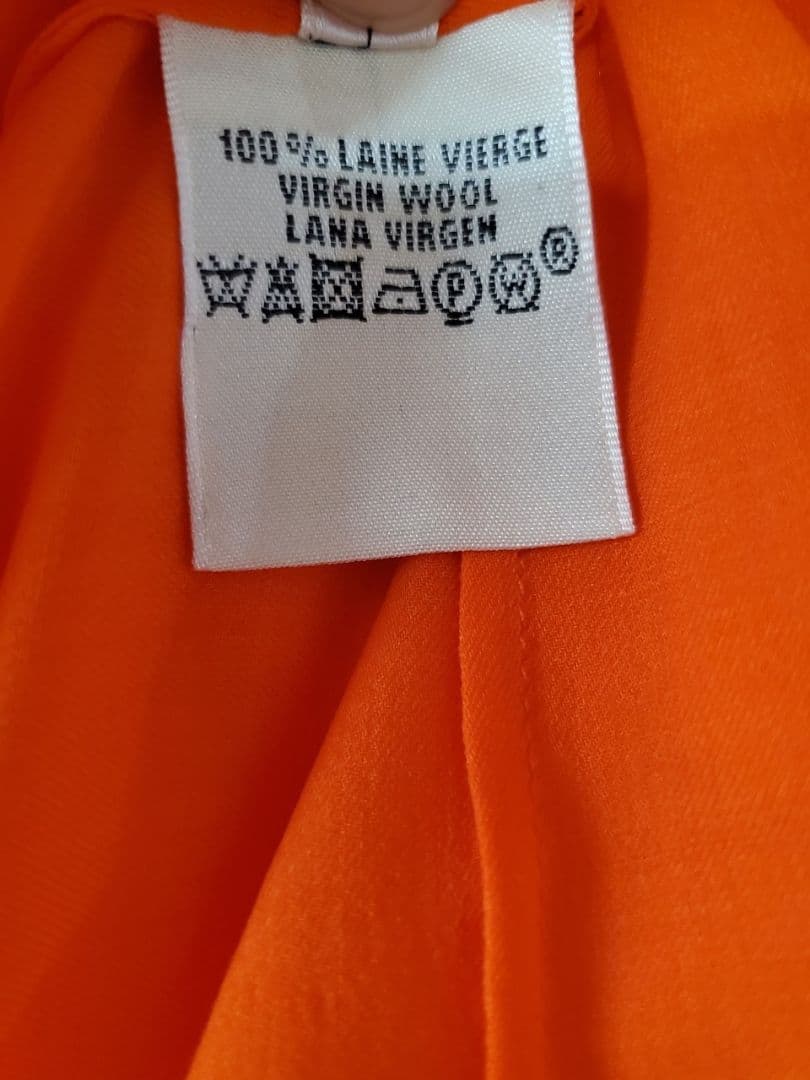 100% LAINE VIERGE
VIRGIN WOOL
LANA VIRGEN
P W ®